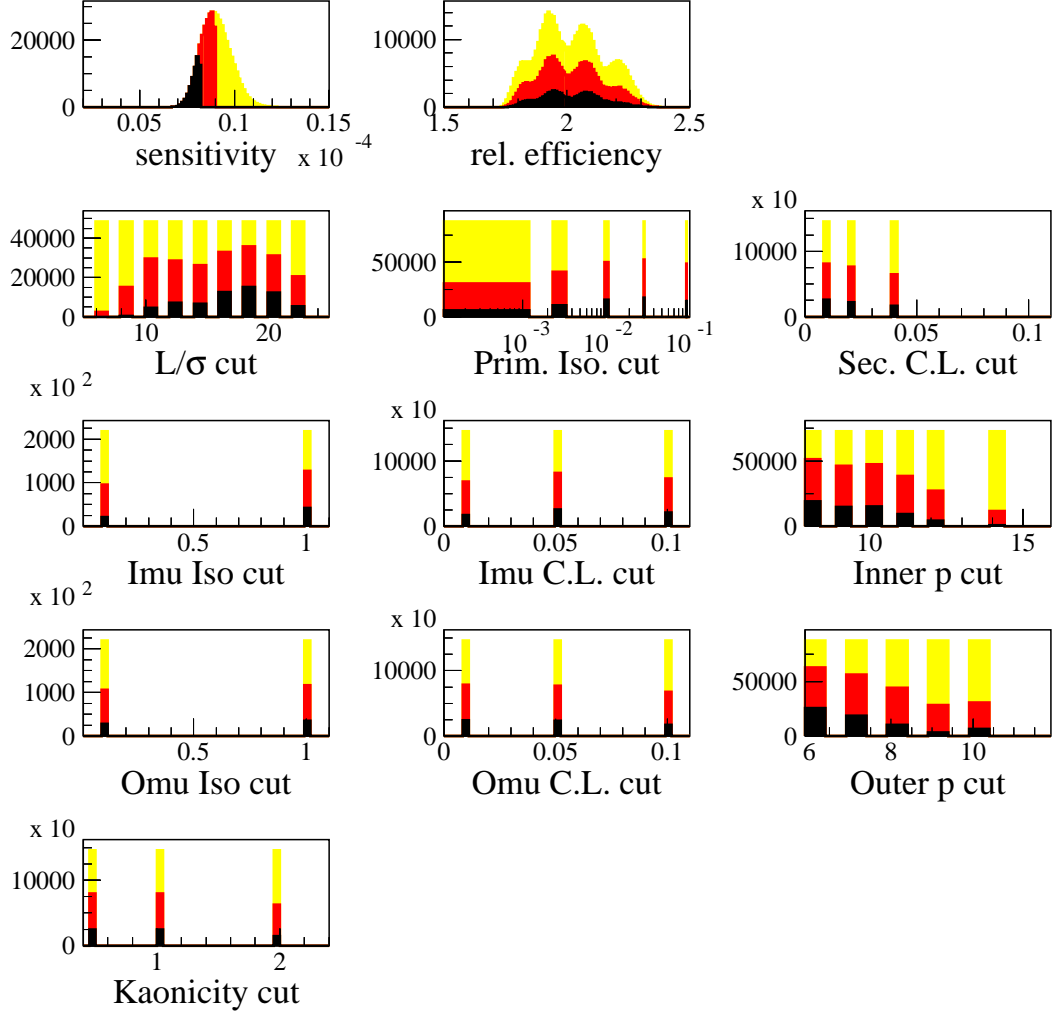 20000
0
0.05 0.1 0.15
sensitivity x 10 -4
10000
0
1.5 2 2.5
rel. efficiency
40000
20000
0
10 20
L/σ cut
50000
0
10 -3 10 -2 10 -1
Prim. Iso. cut
x 10
10000
0
0 0.05 0.1
Sec. C.L. cut
x 10 2
2000
1000
0
0.5 1
Imu Iso cut
x 10
10000
0
0 0.05 0.1
Imu C.L. cut
50000
0
10 15
Inner p cut
x 10 2
2000
1000
0
0.5 1
Omu Iso cut
x 10
10000
0
0 0.05 0.1
Omu C.L. cut
50000
0
6 8 10
Outer p cut
x 10
10000
0
1 2
Kaonicity cut